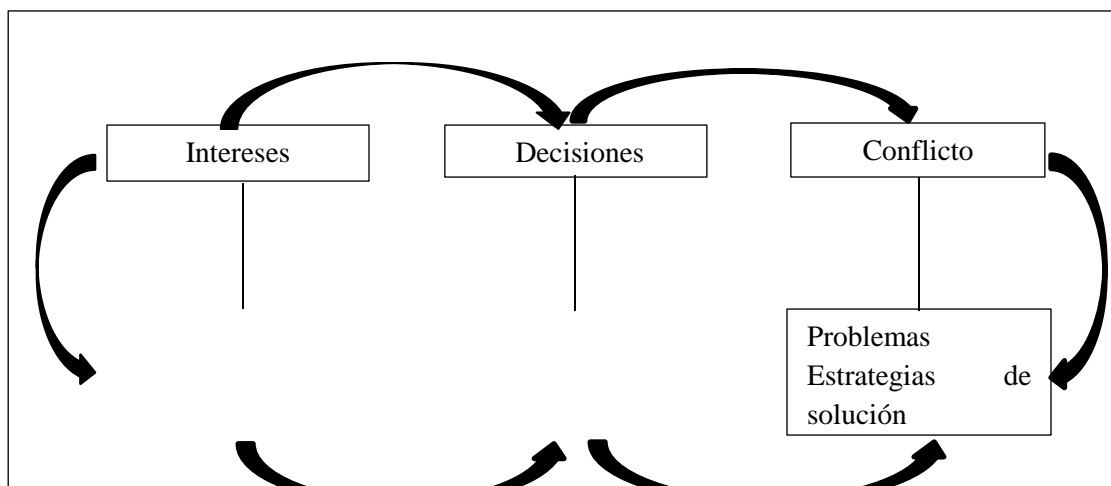 Intereses
Decisiones
Conflicto
Problemas
Estrategias de
solución